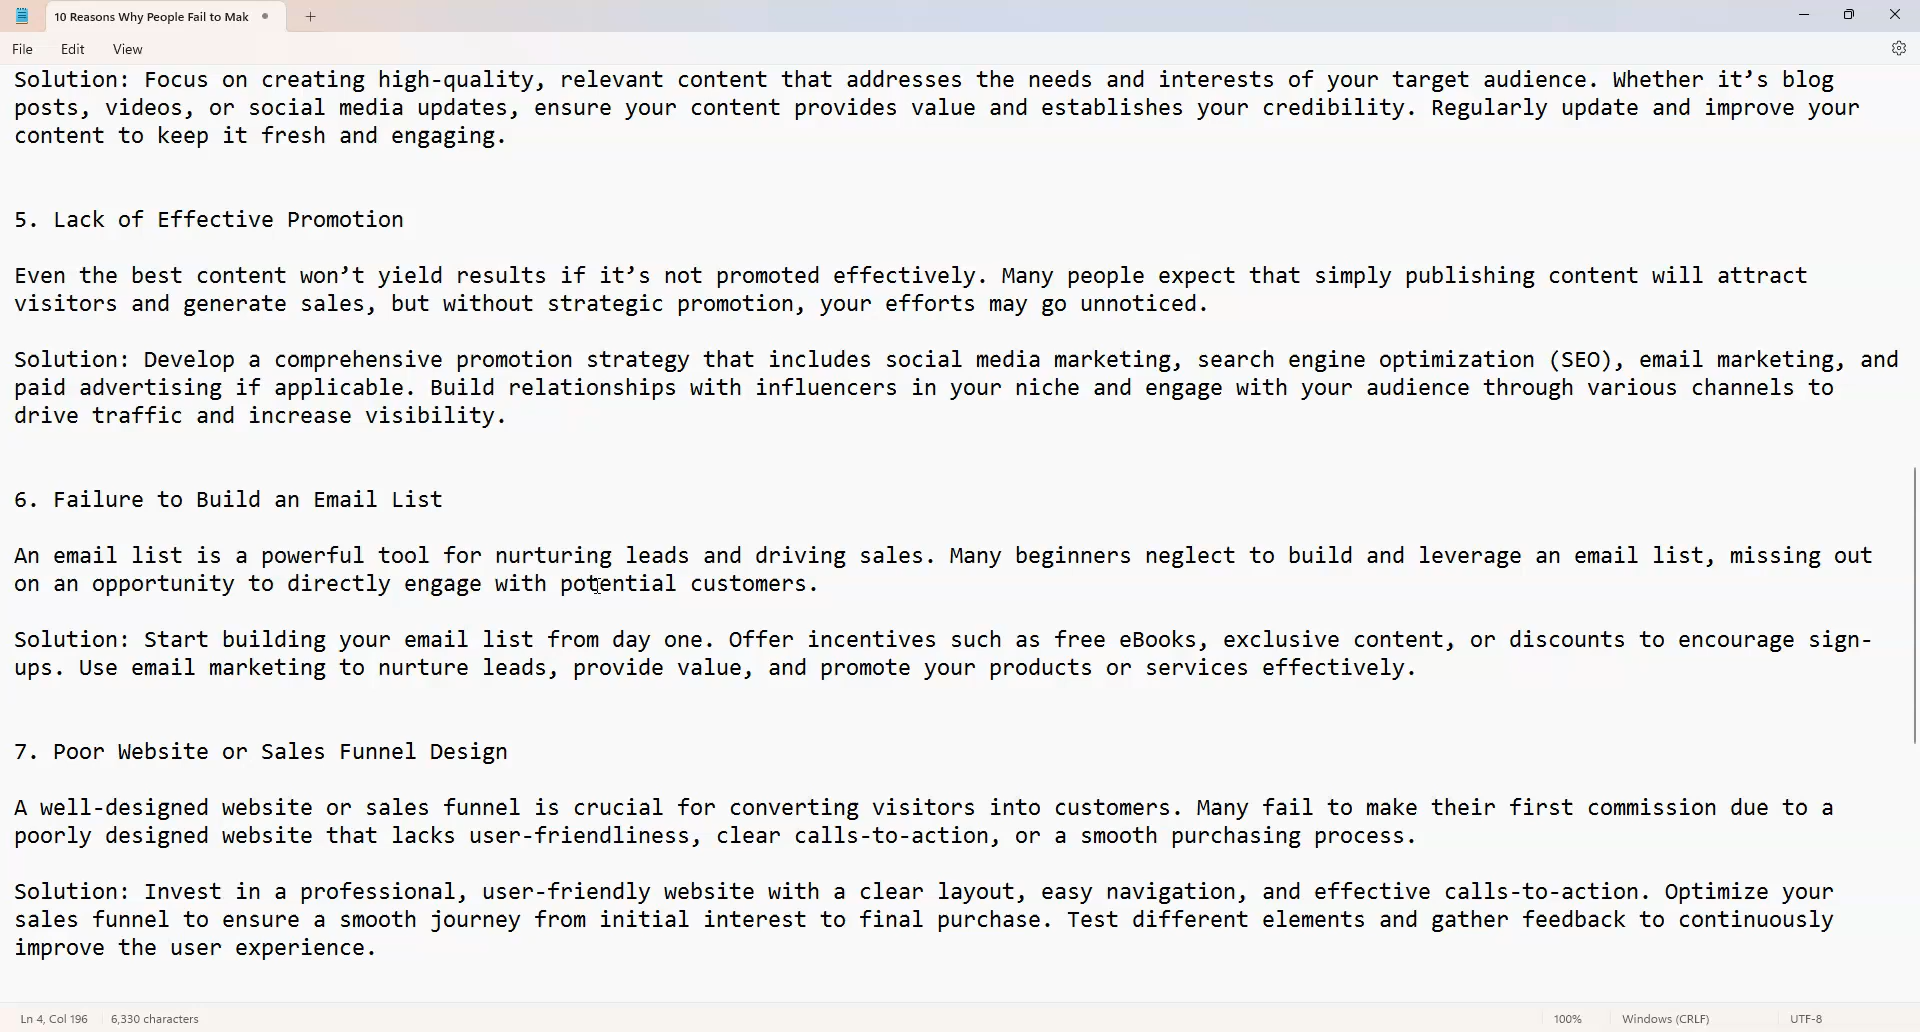 10 Reasons Why People Fail to Mak
File Edit View
Solution: Focus on creating high-quality, relevant content that addresses the needs and interests of your target audience. Whether it’s blog
posts, videos, or social media updates, ensure your content provides value and establishes your credibility. Regularly update and improve your
content to keep it fresh and engaging.
5. Lack of Effective Promotion
Even the best content won’t yield results if it’s not promoted effectively. Many people expect that simply publishing content will attract
visitors and generate sales, but without strategic promotion, your efforts may go unnoticed.
Solution: Develop a comprehensive promotion strategy that includes social media marketing, search engine optimization (SEO), email marketing, and
paid advertising if applicable. Build relationships with influencers in your niche and engage with your audience through various channels to
drive traffic and increase visibility.
6. Failure to Build an Email List
An email list is a powerful tool for nurturing leads and driving sales. Many beginners neglect to build and leverage an email list, missing out
on an opportunity to directly engage with potential customers.
Solution: Start building your email list from day one. Offer incentives such as free eBooks, exclusive content, or discounts to encourage sign-
ups. Use email marketing to nurture leads, provide value, and promote your products or services effectively.
7. Poor Website or Sales Funnel Design
A well-designed website or sales funnel is crucial for converting visitors into customers. Many fail to make their first commission due to a
poorly designed website that lacks user-friendliness, clear calls-to-action, or a smooth purchasing process.
Solution: Invest in a professional, user-friendly website with a clear layout, easy navigation, and effective calls-to-action. Optimize your
sales funnel to ensure a smooth journey from initial interest to final purchase. Test different elements and gather feedback to continuously
improve the user experience.
Ln 4, Col 196 6,330 characters 100% Windows (CRLF) UTF-8